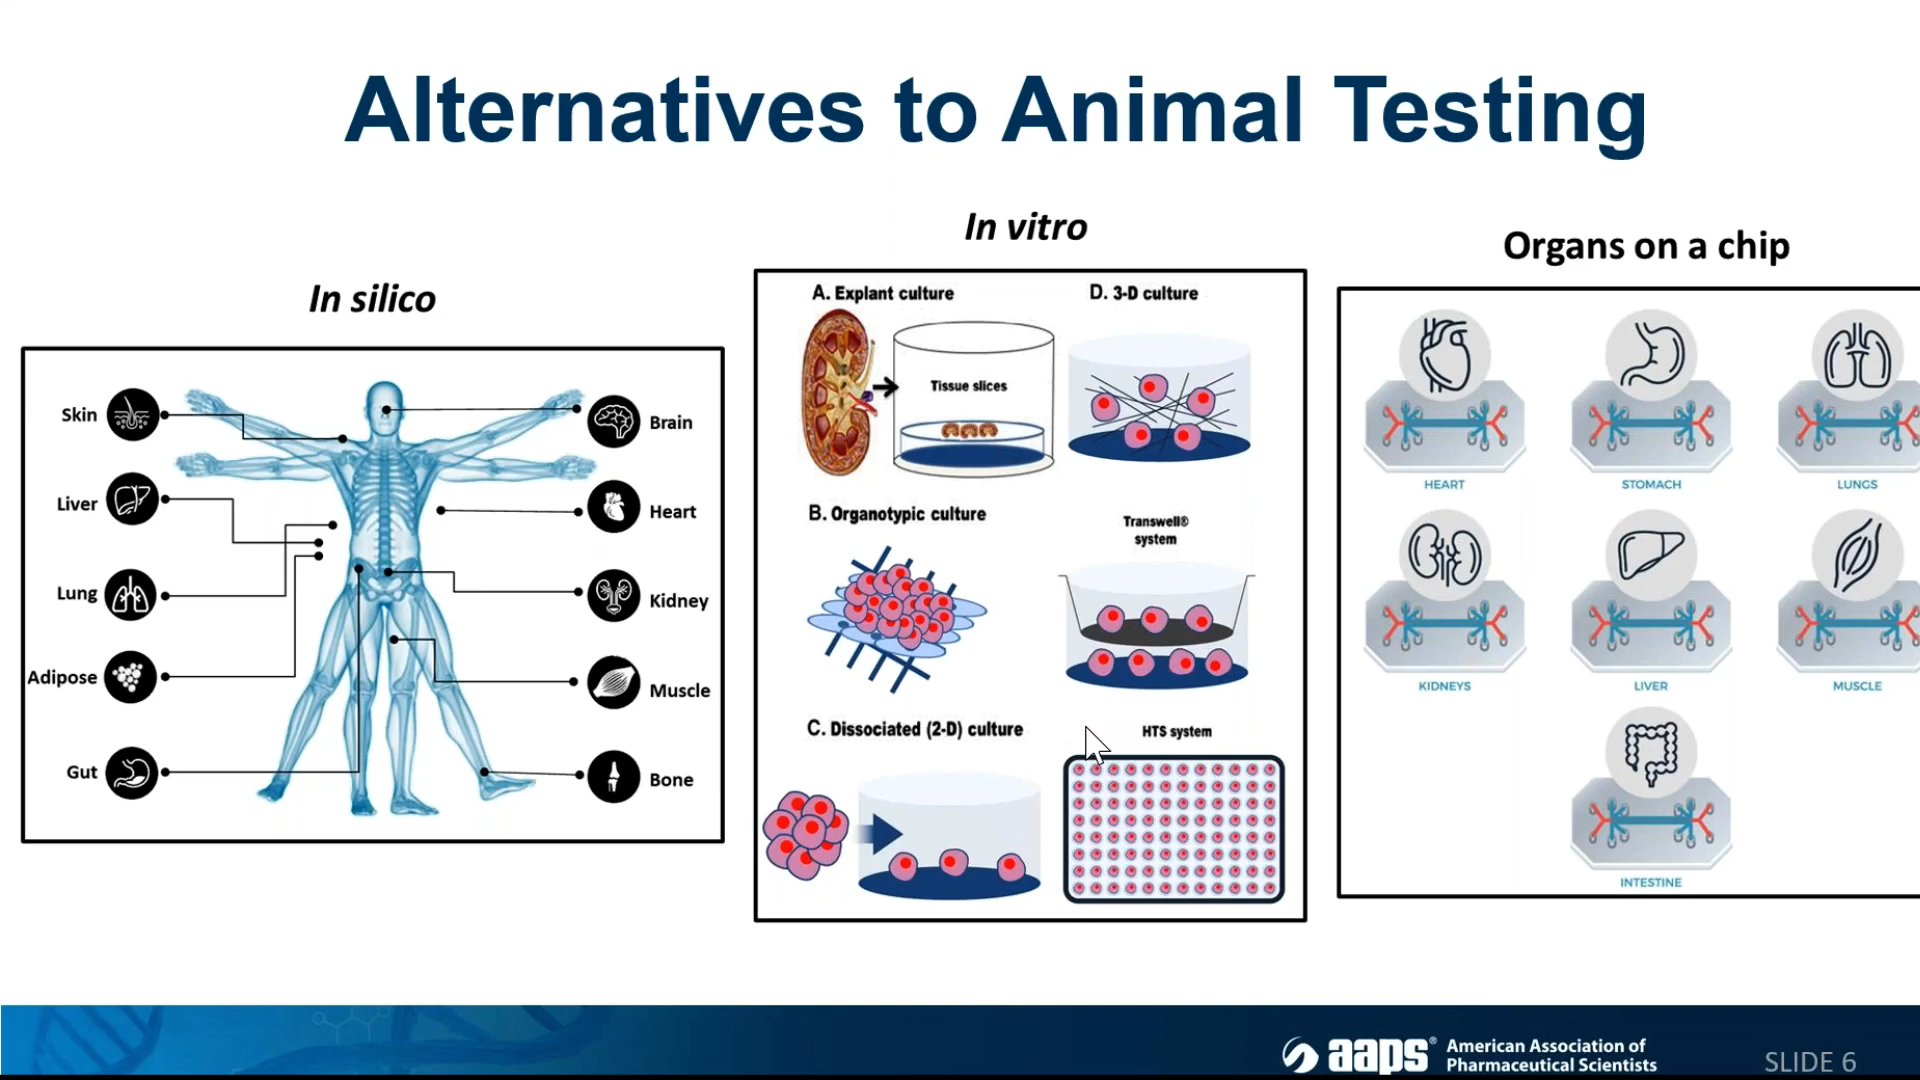 Alternatives to Animal Testing
In silico
Skin
Liver
Lung
Adipose
Gut
Brain
Heart
Kidney
Muscle
Bone
In vitro
A. Explant culture
Tissue slices
B. Organotypic culture
C. Dissociated (2-D) culture
D. 3-D culture
Transwell®
system
HTS system
Organs on a chip
HEART
STOMACH
LUNGS
KIDNEYS
LIVER
MUSCLE
INTESTINE
aaps®
American Association of
Pharmaceutical Scientists
SLIDE 6